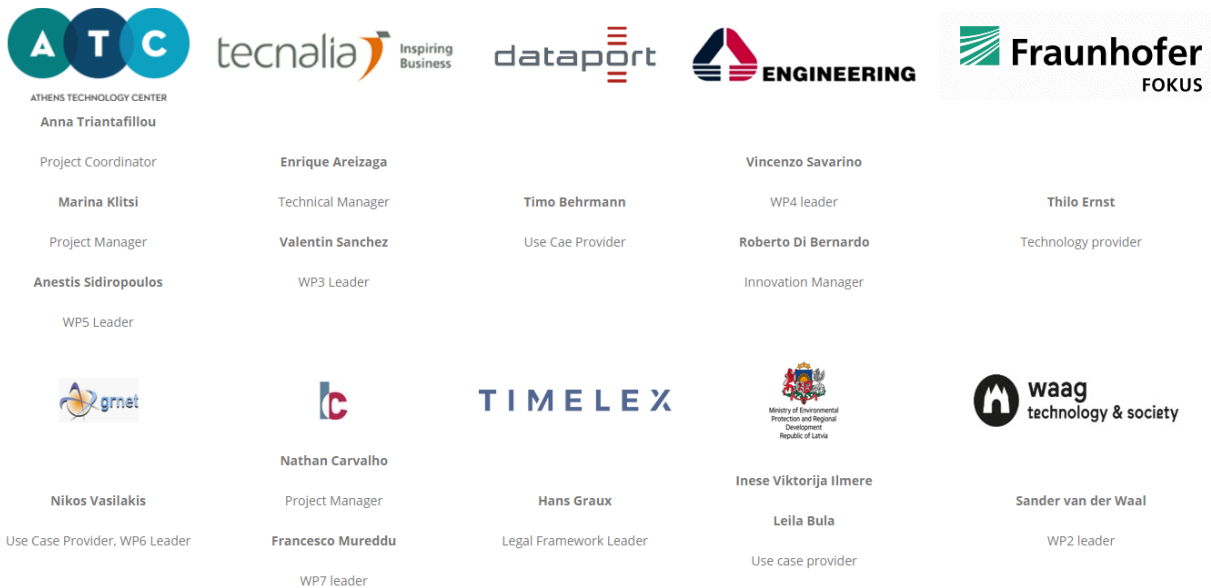 A T C
ATHENS TECHNOLOGY CENTER
Anna Triantafillou
Project Coordinator
Marina Klitsi
Project Manager
Anestis Sidiropoulos
WP5 Leader
tecnalia Inspiring
Business
Enrique Areizaga
Technical Manager
Valentin Sanchez
WP3 Leader
dataport
Timo Behrmann
Use Cae Provider
ENGINEERING
Vincenzo Savarino
WP4 leader
Roberto Di Bernardo
Innovation Manager
Fraunhofer
FOKUS
Thilo Ernst
Technology provider
grnet
Nikos Vasilakis
Use Case Provider, WP6 Leader
lc
Nathan Carvalho
Project Manager
Francesco Mureddu
WP7 leader
TIMELEX
Hans Graux
Legal Framework Leader
Ministry of Environmental
Protection and Regional
Development
Republic of Latvia
Inese Viktorija Ilmere
Leila Bula
Use case provider
waag
technology & society
Sander van der Waal
WP2 leader